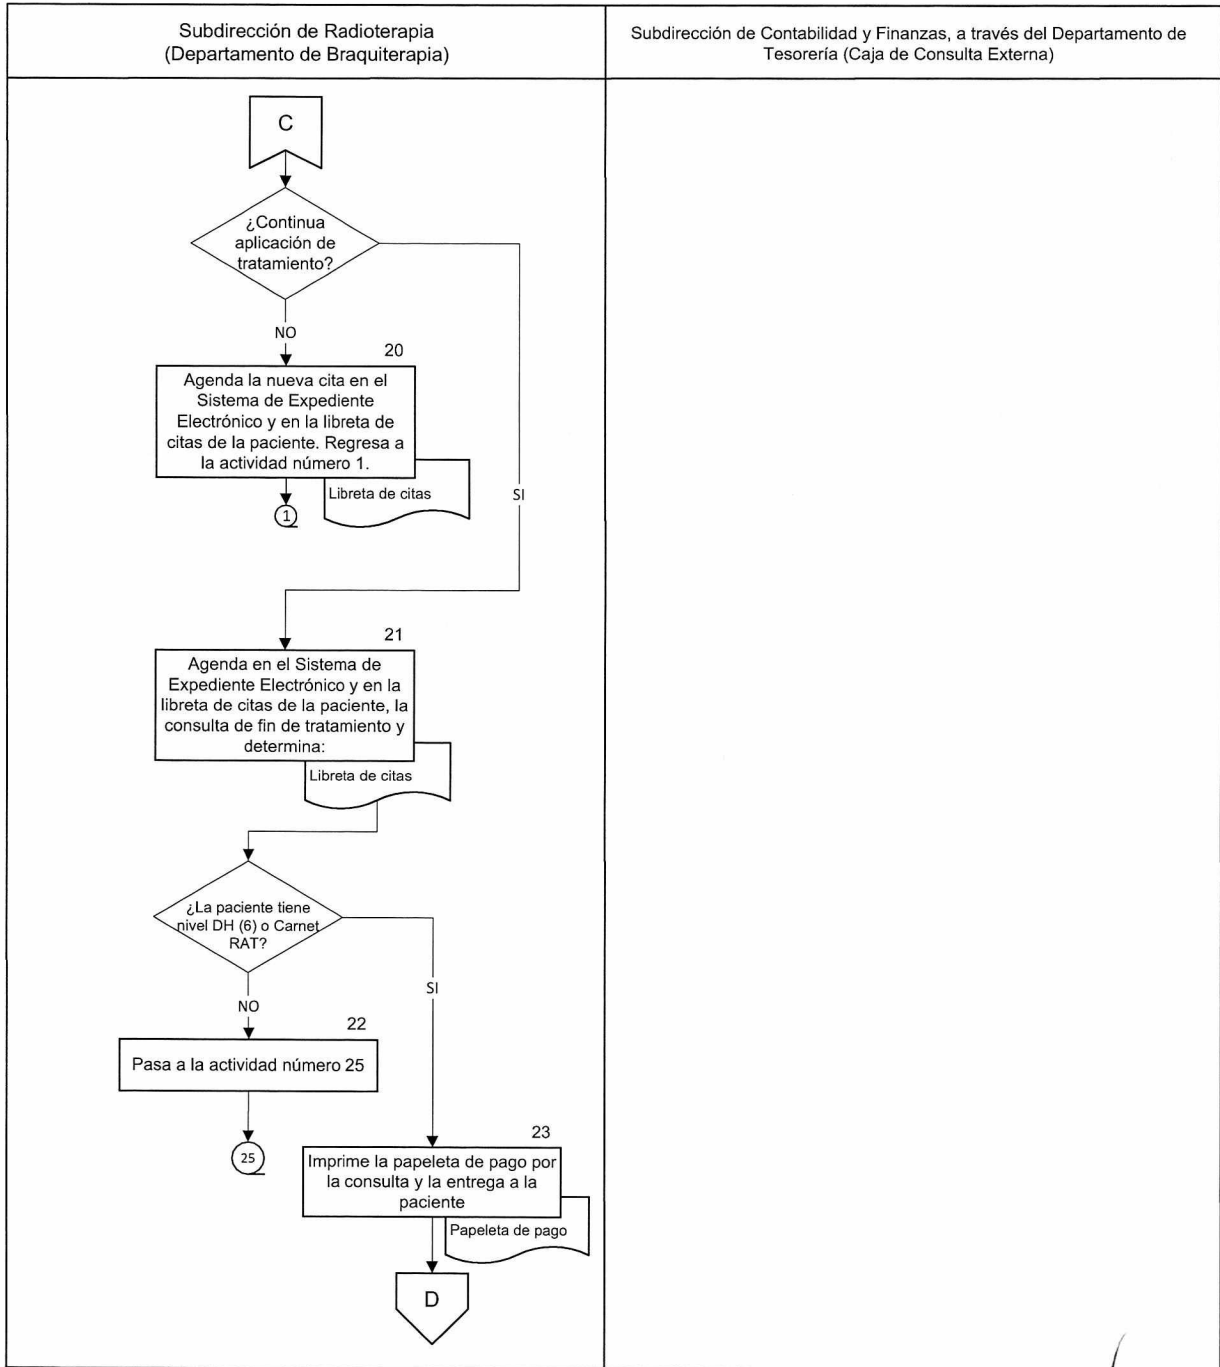 Subdirección de Radioterapia
(Departamento de Braquiterapia)
Subdirección de Contabilidad y Finanzas, a través del Departamento de
Tesorería (Caja de Consulta Externa)
C
¿Continua
aplicación de
tratamiento?
NO
SI
20
Agenda la nueva cita en el
Sistema de Expediente
Electrónico y en la libreta de
citas de la paciente. Regresa a
la actividad número 1.
Libreta de citas
1
21
Agenda en el Sistema de
Expediente Electrónico y en la
libreta de citas de la paciente, la
consulta de fin de tratamiento y
determina:
Libreta de citas
¿La paciente tiene
nivel DH (6) o Carnet
RAT?
NO
SI
22
Pasa a la actividad número 25
25
23
Imprime la papeleta de pago por
la consulta y la entrega a la
paciente
Papeleta de pago
D